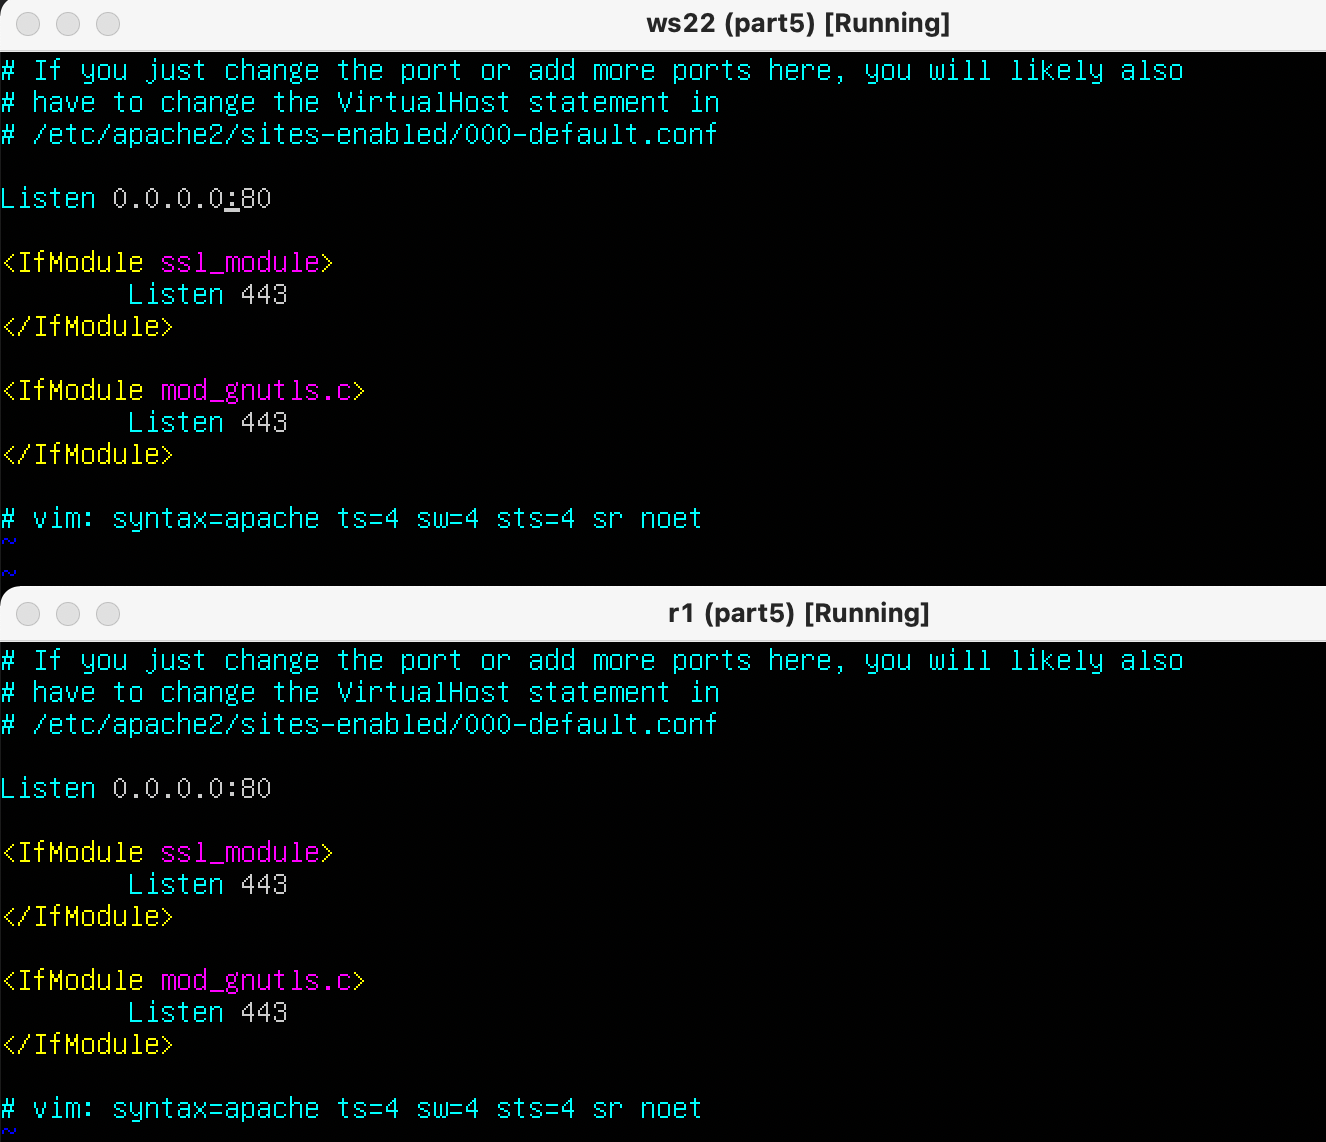 ws22 (part5) [Running]
# If you just change the port or add more ports here, you will likely also
# have to change the VirtualHost statement in
# /etc/apache2/sites-enabled/000-default.conf
Listen 0.0.0.0:80
<IfModule ssl_module>
        Listen 443
</IfModule>
<IfModule mod_gnutls.c>
        Listen 443
</IfModule>
# vim: syntax=apache ts=4 sw=4 sts=4 sr noet
~
~
r1 (part5) [Running]
# If you just change the port or add more ports here, you will likely also
# have to change the VirtualHost statement in
# /etc/apache2/sites-enabled/000-default.conf
Listen 0.0.0.0:80
<IfModule ssl_module>
        Listen 443
</IfModule>
<IfModule mod_gnutls.c>
        Listen 443
</IfModule>
# vim: syntax=apache ts=4 sw=4 sts=4 sr noet
~